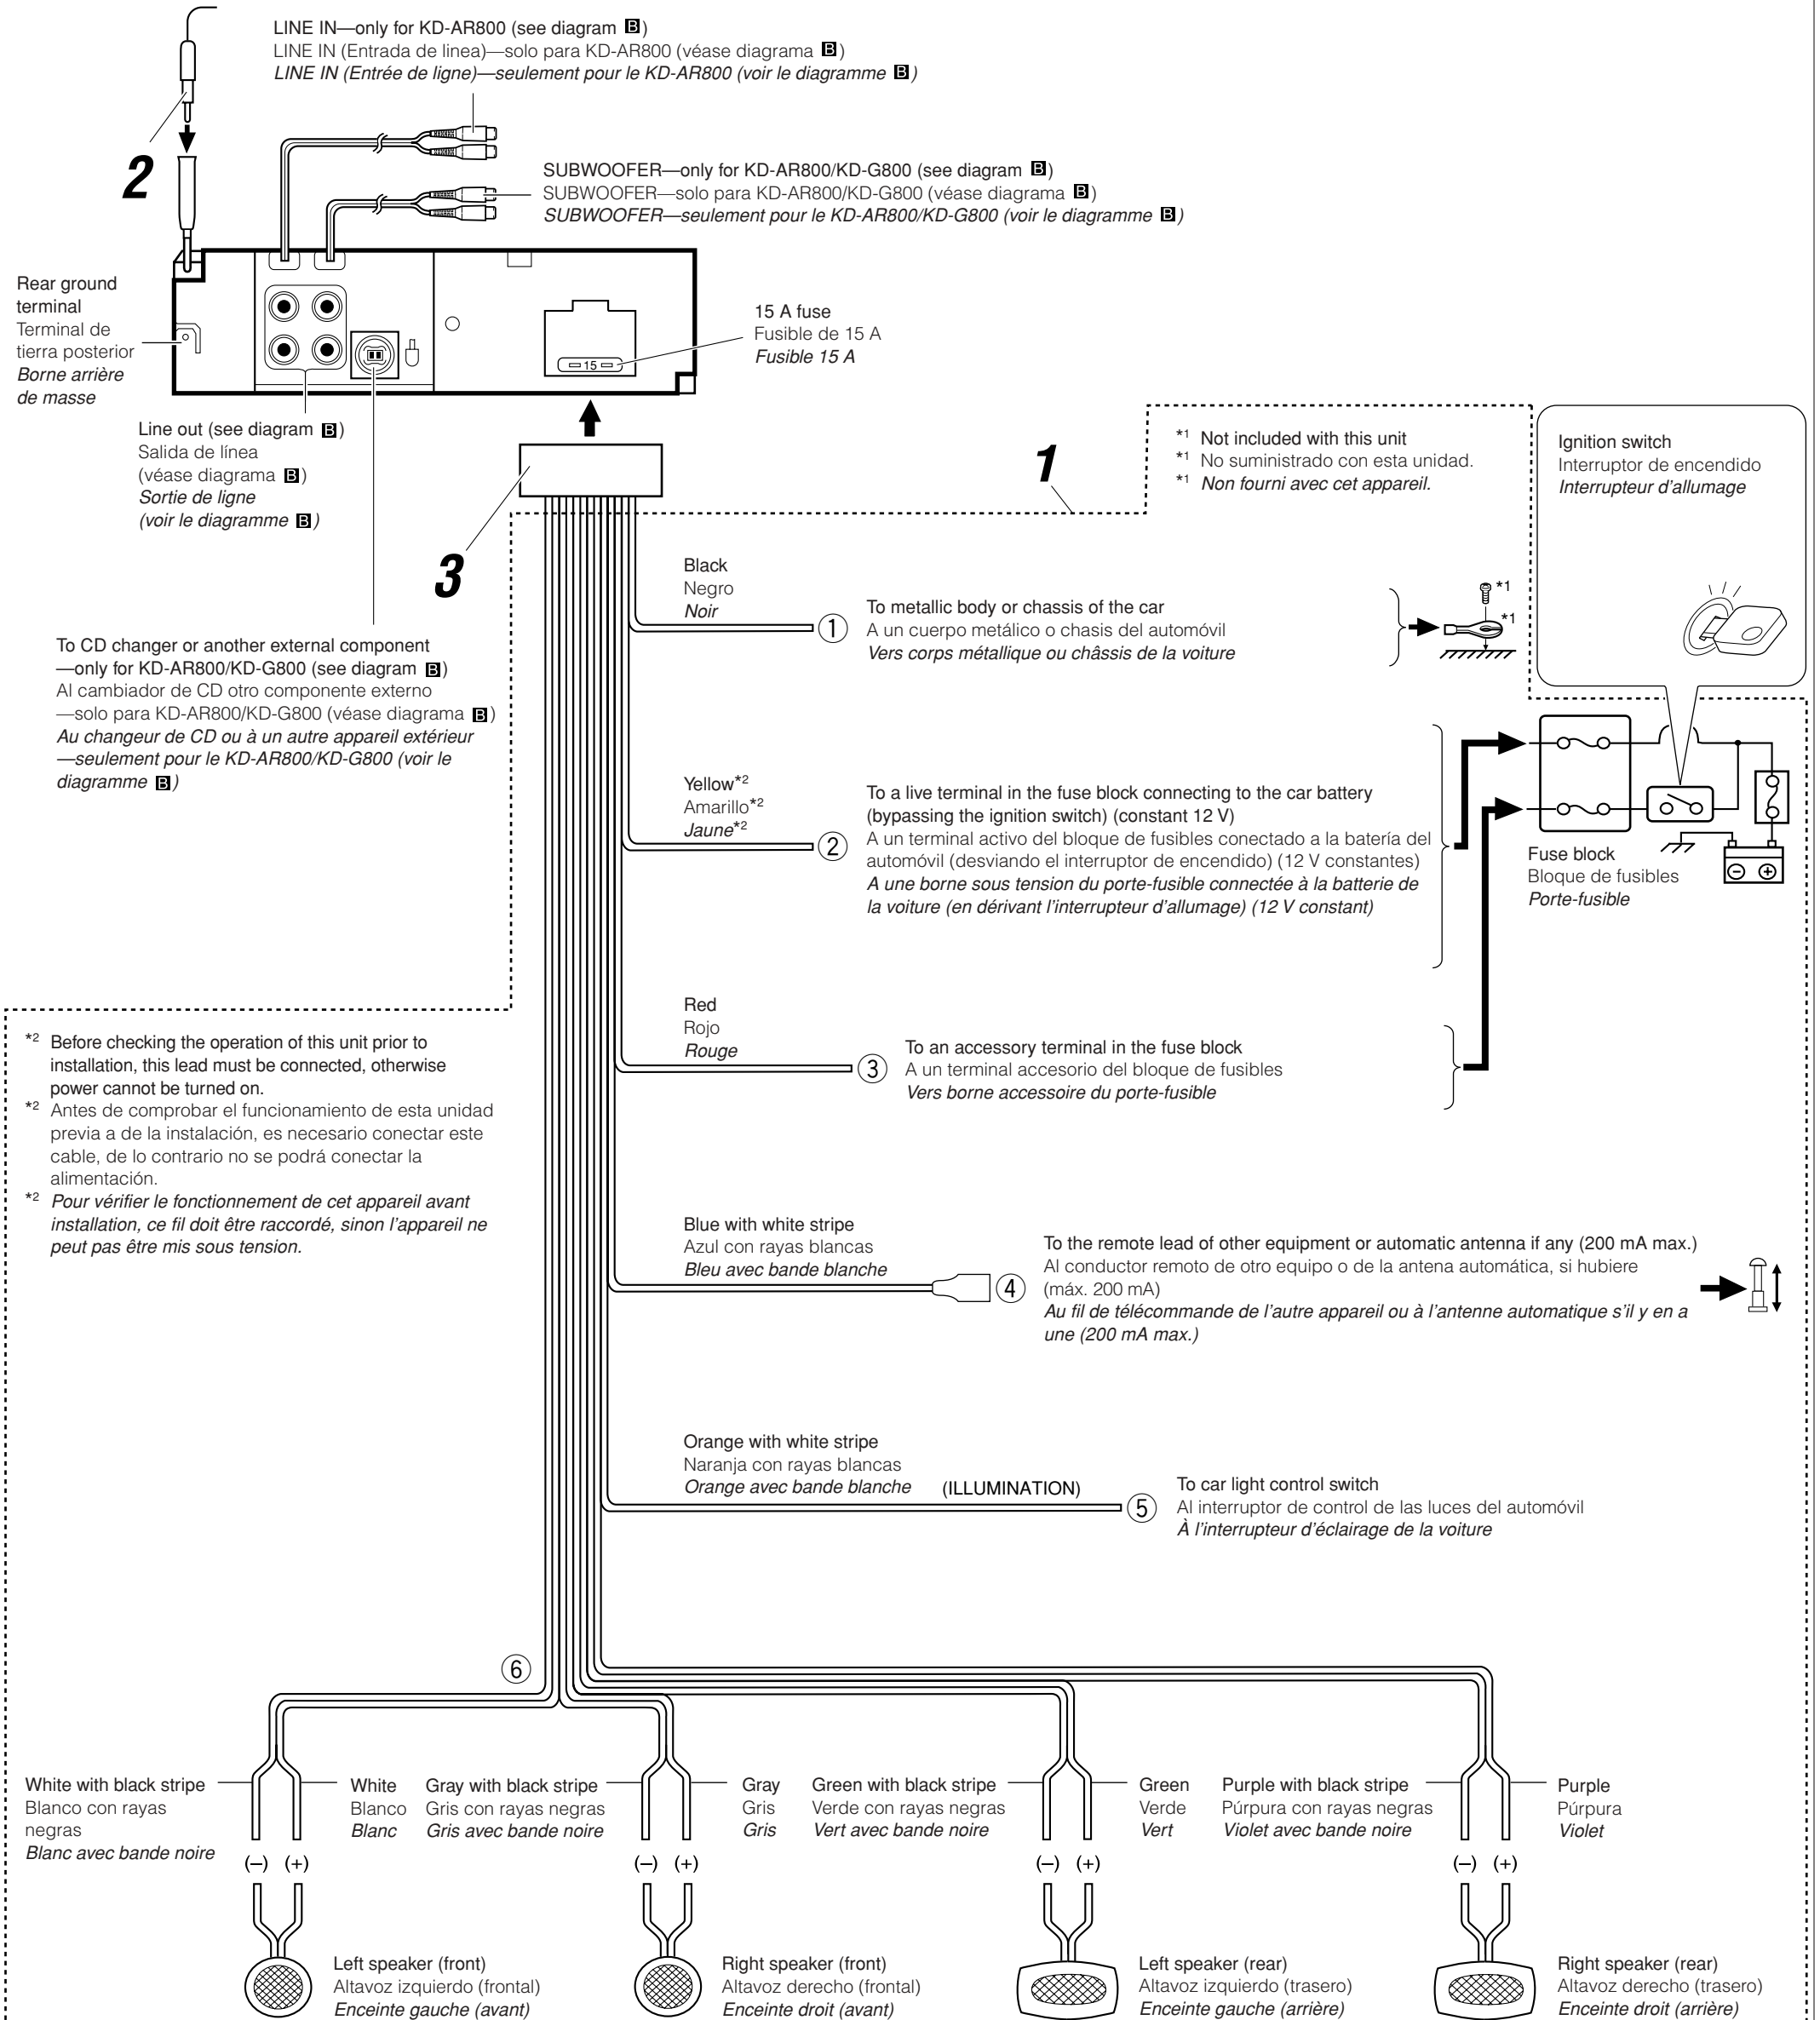 LINE IN—only for KD-AR800 (see diagram B)
LINE IN (Entrada de linea)—solo para KD-AR800 (véase diagrama B)
LINE IN (Entrée de ligne)—seulement pour le KD-AR800 (voir le diagramme B)
2
SUBWOOFER—only for KD-AR800/KD-G800 (see diagram B)
SUBWOOFER—solo para KD-AR800/KD-G800 (véase diagrama B)
SUBWOOFER—seulement pour le KD-AR800/KD-G800 (voir le diagramme B)
Rear ground
terminal
Terminal de
tierra posterior
Borne arrière
de masse
15 A fuse
Fusible de 15 A
Fusible 15 A
15
Line out (see diagram B)
Salida de línea
(véase diagrama B)
Sortie de ligne
(voir le diagramme B)
3
1
*1 Not included with this unit
*1 No suministrado con esta unidad.
*1 Non fourni avec cet appareil.
Ignition switch
Interruptor de encendido
Interrupteur d'allumage
To CD changer or another external component
—only for KD-AR800/KD-G800 (see diagram B)
Al cambiador de CD otro componente externo
—solo para KD-AR800/KD-G800 (véase diagrama B)
Au changeur de CD ou à un autre appareil extérieur
—seulement pour le KD-AR800/KD-G800 (voir le
diagramme B)
Black
Negro
Noir
①
To metallic body or chassis of the car
A un cuerpo metálico o chasis del automóvil
Vers corps métallique ou châssis de la voiture
*1
*1
Yellow*2
Amarillo*2
Jaune*2
②
To a live terminal in the fuse block connecting to the car battery
(bypassing the ignition switch) (constant 12 V)
A un terminal activo del bloque de fusibles conectado a la batería del
automóvil (desviando el interruptor de encendido) (12 V constantes)
A une borne sous tension du porte-fusible connectée à la batterie de
la voiture (en dérivant l'interrupteur d'allumage) (12 V constant)
Fuse block
Bloque de fusibles
Porte-fusible
Red
Rojo
Rouge
③
To an accessory terminal in the fuse block
A un terminal accesorio del bloque de fusibles
Vers borne accessoire du porte-fusible
*2 Before checking the operation of this unit prior to
installation, this lead must be connected, otherwise
power cannot be turned on.
*2 Antes de comprobar el funcionamiento de esta unidad
previa a de la instalación, es necesario conectar este
cable, de lo contrario no se podrá conectar la
alimentación.
*2 Pour vérifier le fonctionnement de cet appareil avant
installation, ce fil doit être raccordé, sinon l'appareil ne
peut pas être mis sous tension.
Blue with white stripe
Azul con rayas blancas
Bleu avec bande blanche
④
To the remote lead of other equipment or automatic antenna if any (200 mA max.)
Al conductor remoto de otro equipo o de la antena automática, si hubiere
(máx. 200 mA)
Au fil de télécommande de l'autre appareil ou à l'antenne automatique s'il y en a
une (200 mA max.)
Orange with white stripe
Naranja con rayas blancas
Orange avec bande blanche (ILLUMINATION)
⑤
To car light control switch
Al interruptor de control de las luces del automóvil
À l'interrupteur d'éclairage de la voiture
⑥
White with black stripe
Blanco con rayas
negras
Blanc avec bande noire
White
Blanco
Blanc
Gray with black stripe
Gris con rayas negras
Gris avec bande noire
Gray
Gris
Gris
Green with black stripe
Verde con rayas negras
Vert avec bande noire
Green
Verde
Vert
Purple with black stripe
Púrpura con rayas negras
Violet avec bande noire
Purple
Púrpura
Violet
(–) (+)
(–) (+)
(–) (+)
(–) (+)
Left speaker (front)
Altavoz izquierdo (frontal)
Enceinte gauche (avant)
Right speaker (front)
Altavoz derecho (frontal)
Enceinte droit (avant)
Left speaker (rear)
Altavoz izquierdo (trasero)
Enceinte gauche (arrière)
Right speaker (rear)
Altavoz derecho (trasero)
Enceinte droit (arrière)